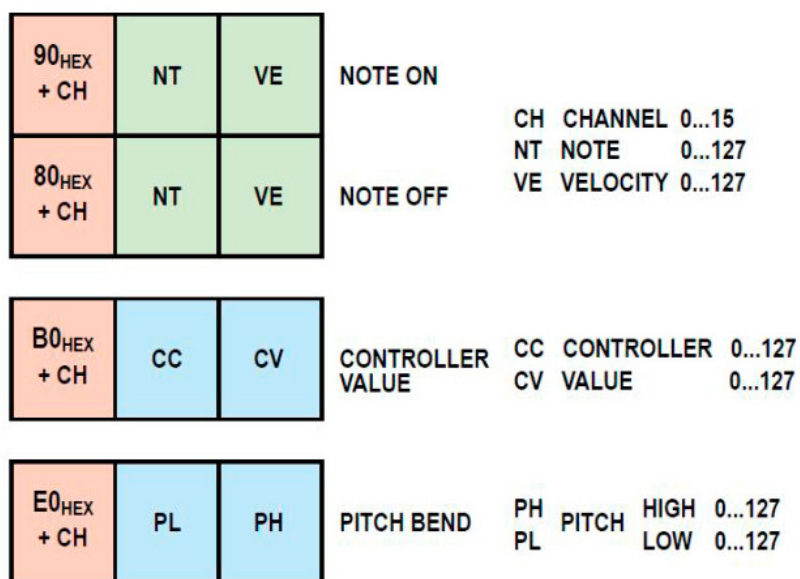 90HEX
+ CH
NT
VE
NOTE ON
80HEX
+ CH
NT
VE
NOTE OFF
CH CHANNEL 0...15
NT NOTE 0...127
VE VELOCITY 0...127
B0HEX
+ CH
CC
CV
CONTROLLER
VALUE
CC CONTROLLER 0...127
CV VALUE 0...127
E0HEX
+ CH
PL
PH
PITCH BEND
PH
PL
PITCH
HIGH 0...127
LOW 0...127